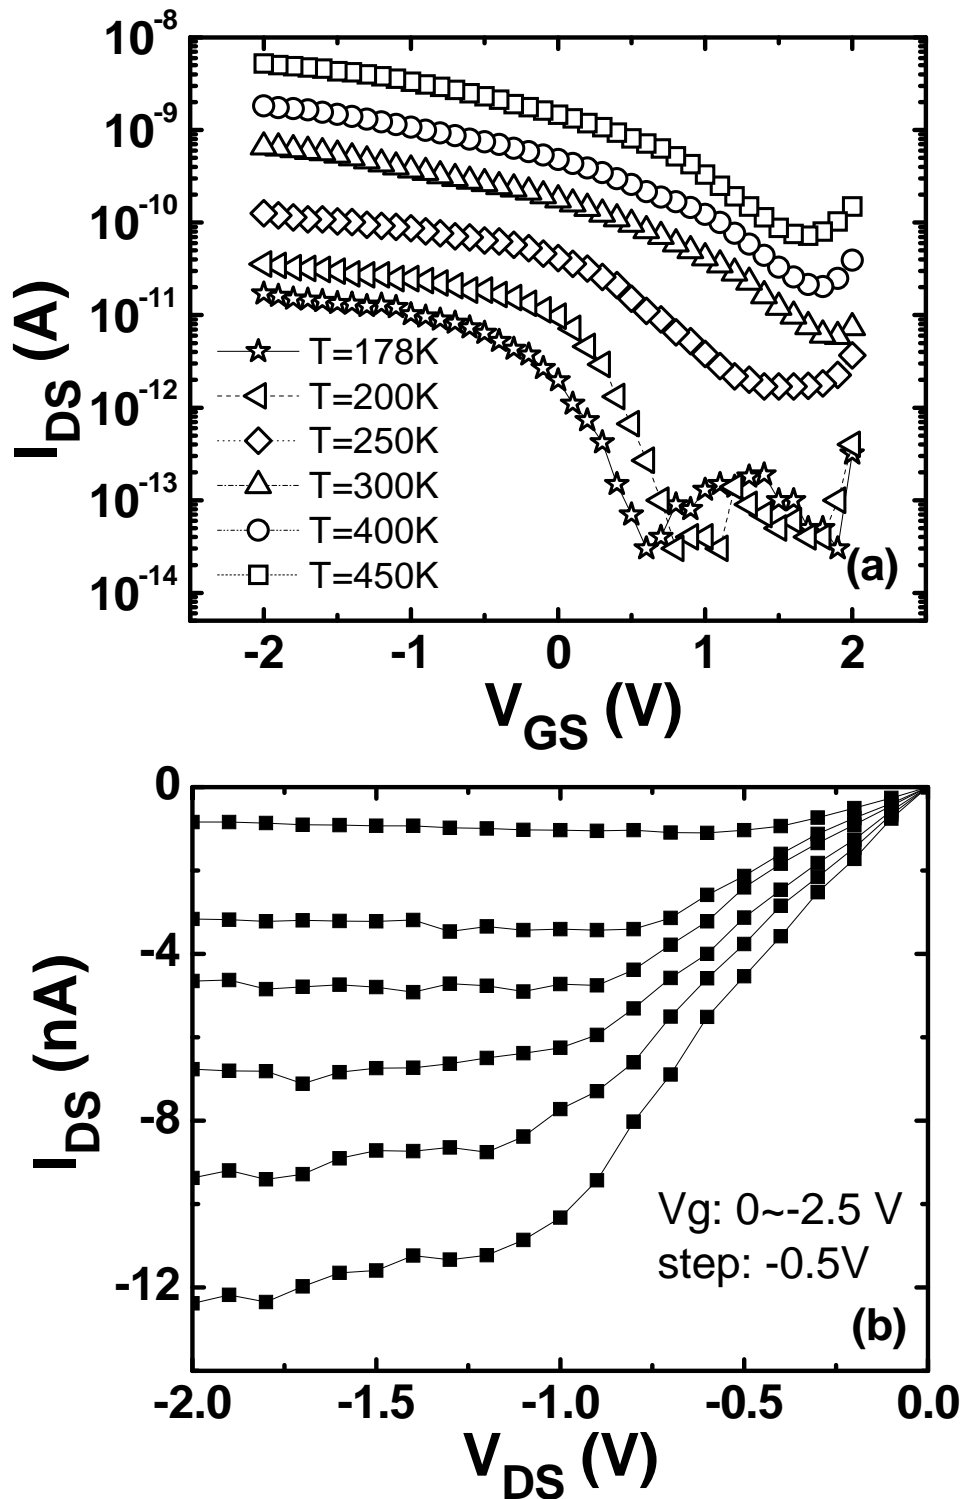 10^-8
10^-9
10^-10
10^-11
10^-12
10^-13
10^-14
I_DS (A)
T=178K
T=200K
T=250K
T=300K
T=400K
T=450K
(a)
-2 -1 0 1 2
V_GS (V)
0
-4
-8
-12
I_DS (nA)
Vg: 0~-2.5 V
step: -0.5V
(b)
-2.0 -1.5 -1.0 -0.5 0.0
V_DS (V)